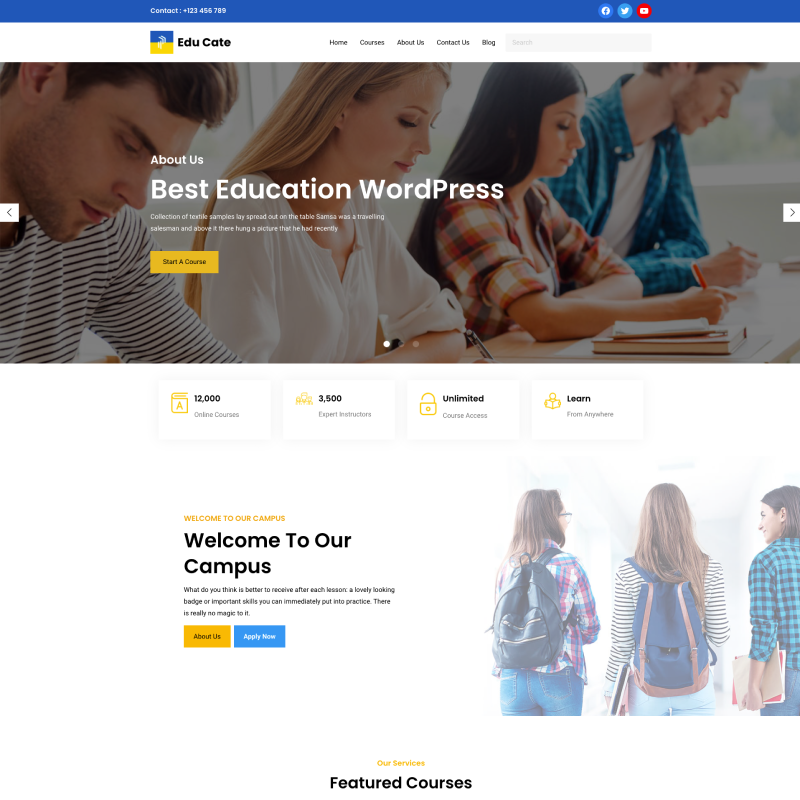 Contact : +123 456 789
Edu Cate
Home Courses About Us Contact Us Blog Search
About Us
Best Education WordPress
Collection of textile samples lay spread out on the table Samsa was a travelling
salesman and above it there hung a picture that he had recently
Start A Course
12,000
Online Courses
3,500
Expert Instructors
Unlimited
Course Access
Learn
From Anywhere
WELCOME TO OUR CAMPUS
Welcome To Our
Campus
What do you think is better to receive after each lesson: a lovely looking
badge or important skills you can immediately put into practice. There
is really no magic to it.
About Us Apply Now
Our Services
Featured Courses